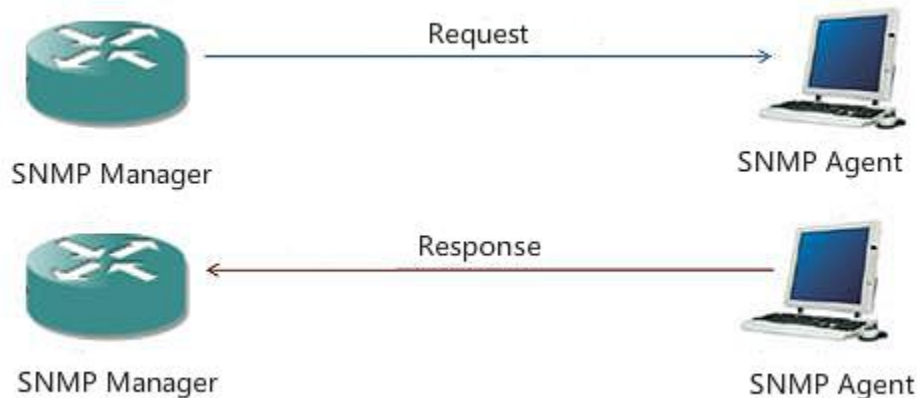 Request
SNMP Manager
SNMP Agent
Response
SNMP Manager
SNMP Agent